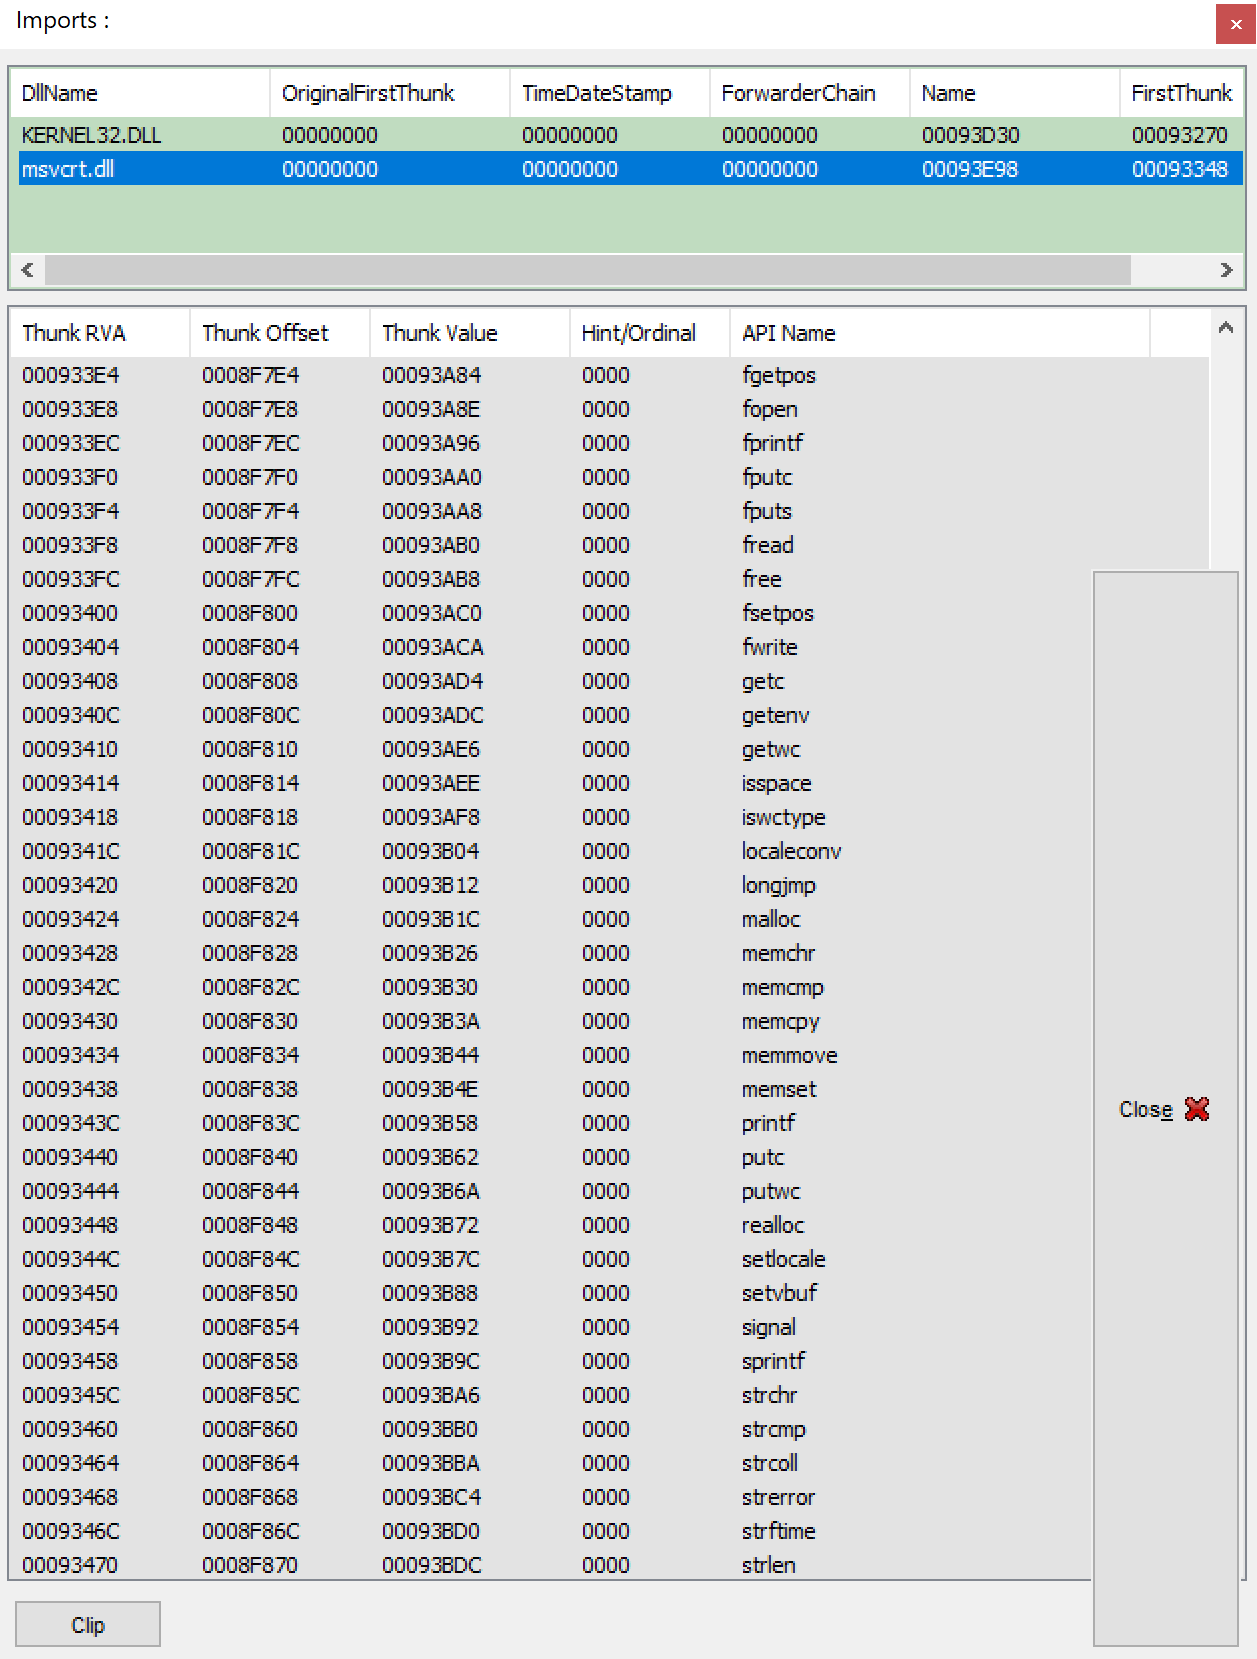 Imports :
DllName OriginalFirstThunk TimeDateStamp ForwarderChain Name FirstThunk
KERNEL32.DLL 00000000 00000000 00000000 00093D30 00093270
msvcrt.dll 00000000 00000000 00000000 00093E98 00093348
Thunk RVA Thunk Offset Thunk Value Hint/Ordinal API Name
000933E4 0008F7E4 00093A84 0000 fgetpos
000933E8 0008F7E8 00093A8E 0000 fopen
000933EC 0008F7EC 00093A96 0000 fprintf
000933F0 0008F7F0 00093AA0 0000 fputc
000933F4 0008F7F4 00093AA8 0000 fputs
000933F8 0008F7F8 00093AB0 0000 fread
000933FC 0008F7FC 00093AB8 0000 free
00093400 0008F800 00093AC0 0000 fsetpos
00093404 0008F804 00093ACA 0000 fwrite
00093408 0008F808 00093AD4 0000 getc
0009340C 0008F80C 00093ADC 0000 getenv
00093410 0008F810 00093AE6 0000 getwc
00093414 0008F814 00093AEE 0000 isspace
00093418 0008F818 00093AF8 0000 iswctype
0009341C 0008F81C 00093B04 0000 localeconv
00093420 0008F820 00093B12 0000 longjmp
00093424 0008F824 00093B1C 0000 malloc
00093428 0008F828 00093B26 0000 memchr
0009342C 0008F82C 00093B30 0000 memcmp
00093430 0008F830 00093B3A 0000 memcpy
00093434 0008F834 00093B44 0000 memmove
00093438 0008F838 00093B4E 0000 memset
0009343C 0008F83C 00093B58 0000 printf
00093440 0008F840 00093B62 0000 putc
00093444 0008F844 00093B6A 0000 putwc
00093448 0008F848 00093B72 0000 realloc
0009344C 0008F84C 00093B7C 0000 setlocale
00093450 0008F850 00093B88 0000 setvbuf
00093454 0008F854 00093B92 0000 signal
00093458 0008F858 00093B9C 0000 sprintf
0009345C 0008F85C 00093BA6 0000 strchr
00093460 0008F860 00093BB0 0000 strcmp
00093464 0008F864 00093BBA 0000 strcoll
00093468 0008F868 00093BC4 0000 strerror
0009346C 0008F86C 00093BD0 0000 strftime
00093470 0008F870 00093BDC 0000 strlen
Close
Clip